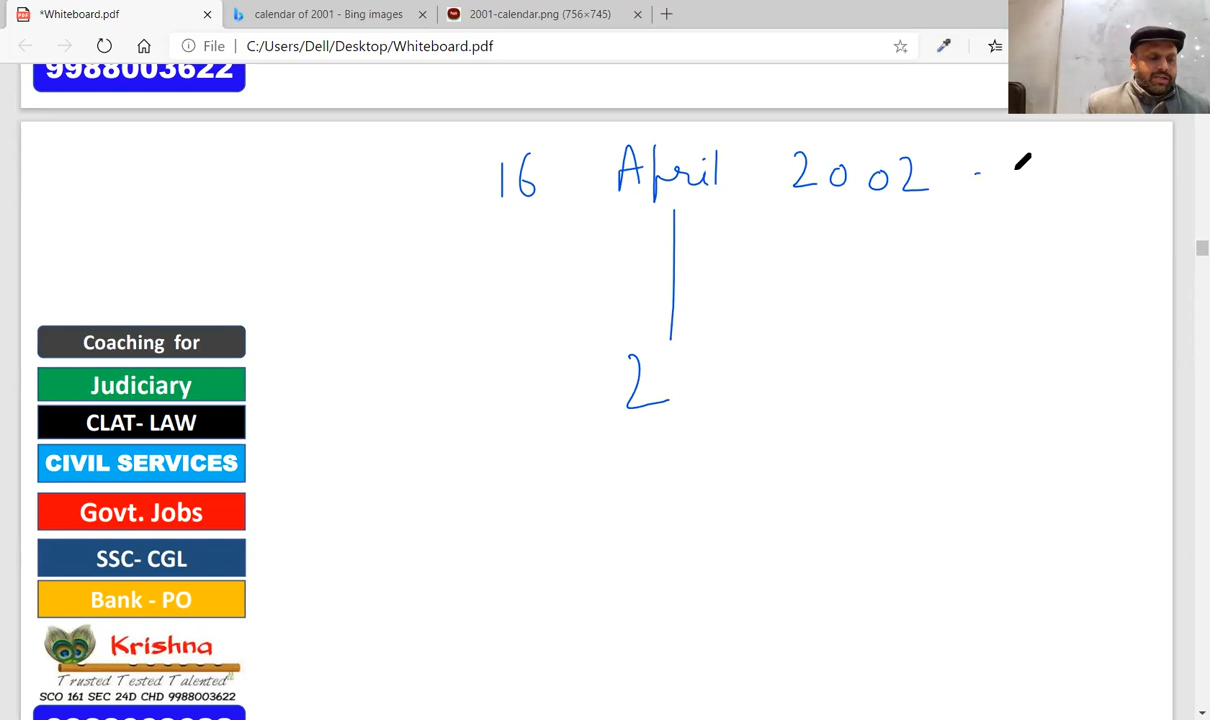 *Whiteboard.pdf
calendar of 2001 - Bing images
2001-calendar.png (756×745)
File C:/Users/Dell/Desktop/Whiteboard.pdf
9988003622
16 April 2002 -
2
Coaching for
Judiciary
CLAT- LAW
CIVIL SERVICES
Govt. Jobs
SSC- CGL
Bank - PO
Krishna
Trusted Tested Talented
SCO 161 SEC 24D CHD 9988003622
9988003622